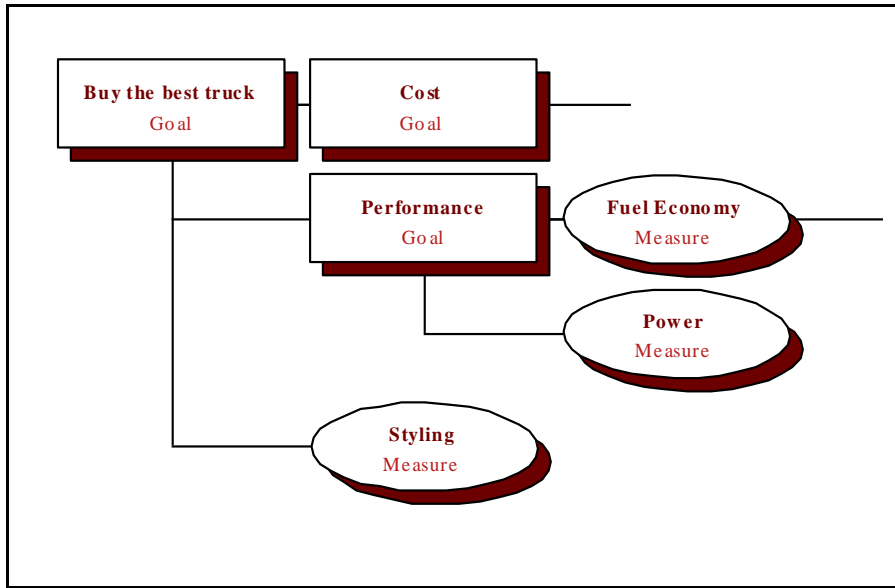 Buy the best truck
Goal
Cost
Goal
Performance
Goal
Fuel Economy
Measure
Power
Measure
Styling
Measure